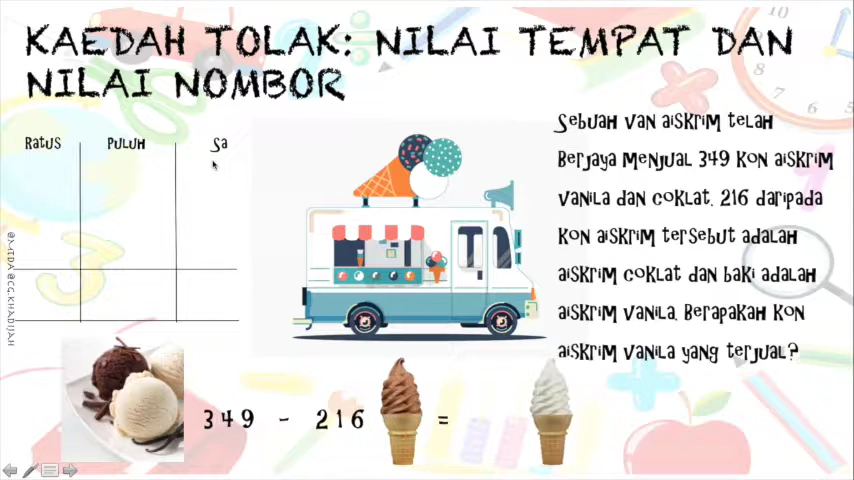 KAEDAH TOLAK: NILAI TEMPAT DAN
NILAI NOMBOR
Ratus Puluh Sa
Sebuah van aiskrim telah
berjaya menjual 349 kon aiskrim
vanila dan coklat. 216 daripada
kon aiskrim tersebut adalah
aiskrim coklat dan baki adalah
aiskrim vanila. Berapakah kon
aiskrim vanila yang terjual?
349 - 216 =